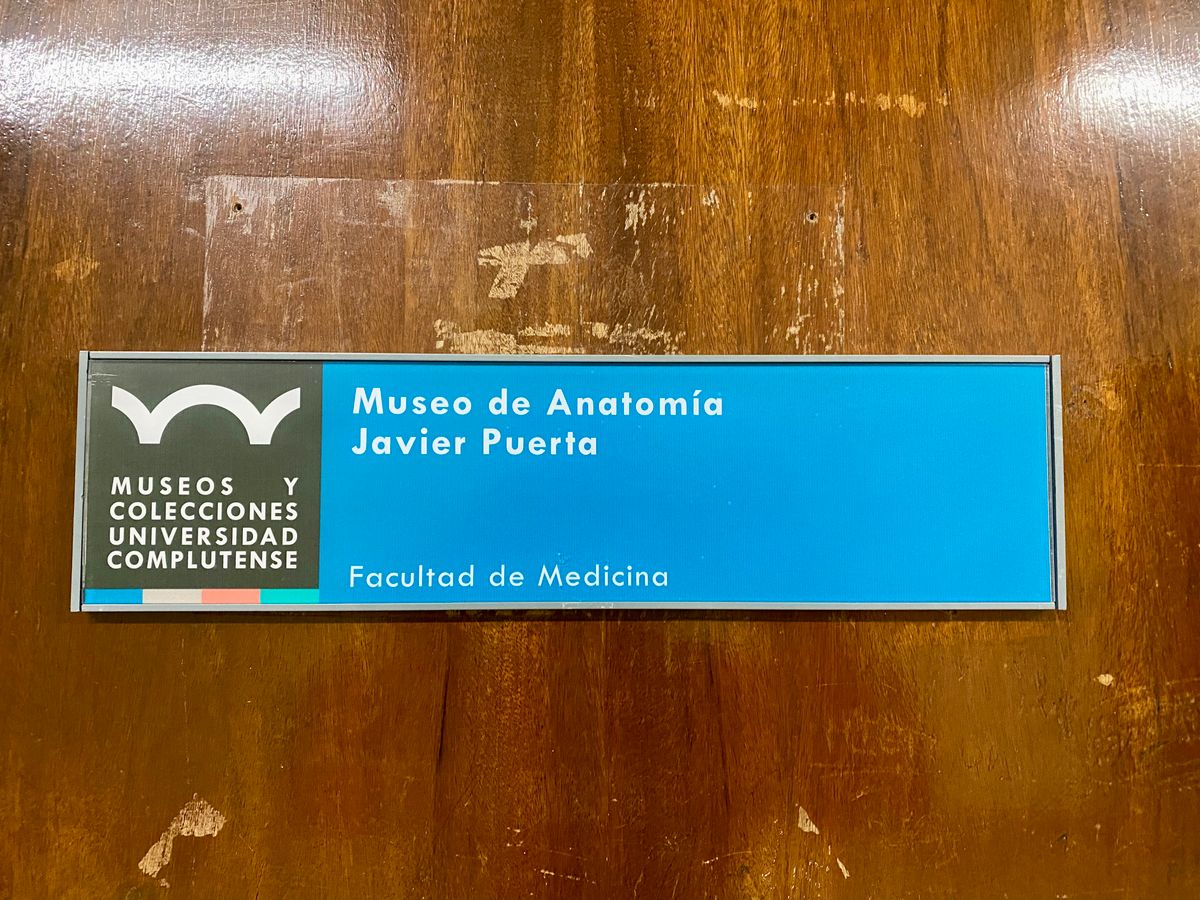 MUSEOS Y
COLECCIONES
UNIVERSIDAD
COMPLUTENSE
Museo de Anatomía
Javier Puerta
Facultad de Medicina